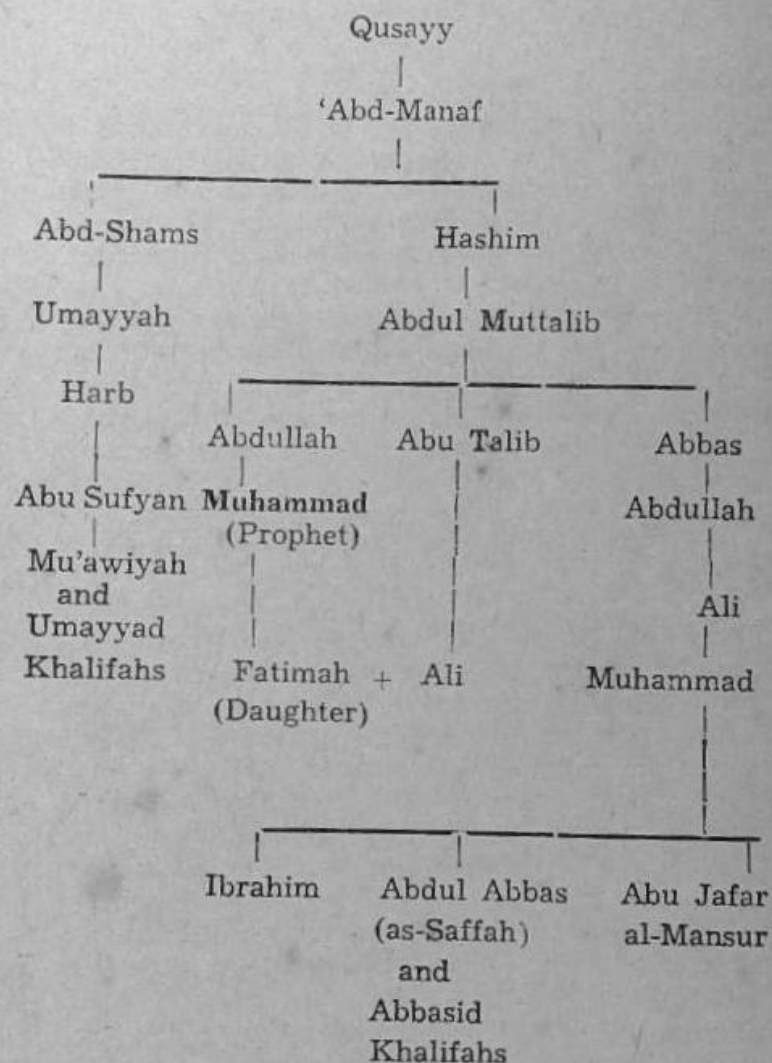 Qusayy
‘Abd-Manaf
Abd-Shams Hashim
Umayyah Abdul Muttalib
Harb
Abdullah Abu Talib Abbas
Abu Sufyan Muhammad Abdullah
(Prophet)
Mu’awiyah
and
Umayyad Ali
Khalifahs Fatimah + Ali Muhammad
(Daughter)
Ibrahim Abdul Abbas Abu Jafar
(as-Saffah) al-Mansur
and
Abbasid
Khalifahs